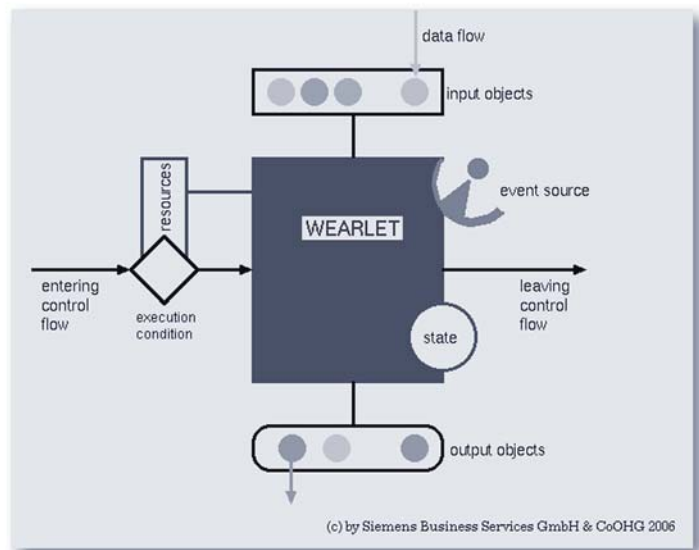 data flow
input objects
resources
event source
WEARLET
entering
control
flow
execution
condition
leaving
control
flow
state
output objects
(c) by Siemens Business Services GmbH & CoOHG 2006